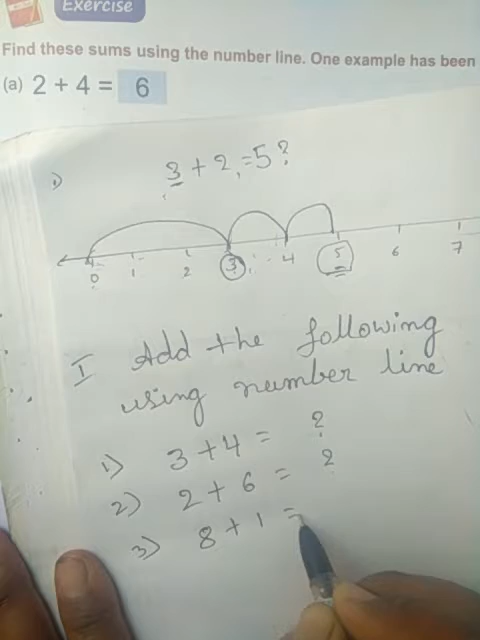 Exercise
Find these sums using the number line. One example has been
(a) 2 + 4 = 6
1) 3 + 2 = 5 ?
0 1 2 3 4 5 6 7
I Add the following
using number line
1) 3 + 4 = ?
2) 2 + 6 = ?
3) 8 + 1 =